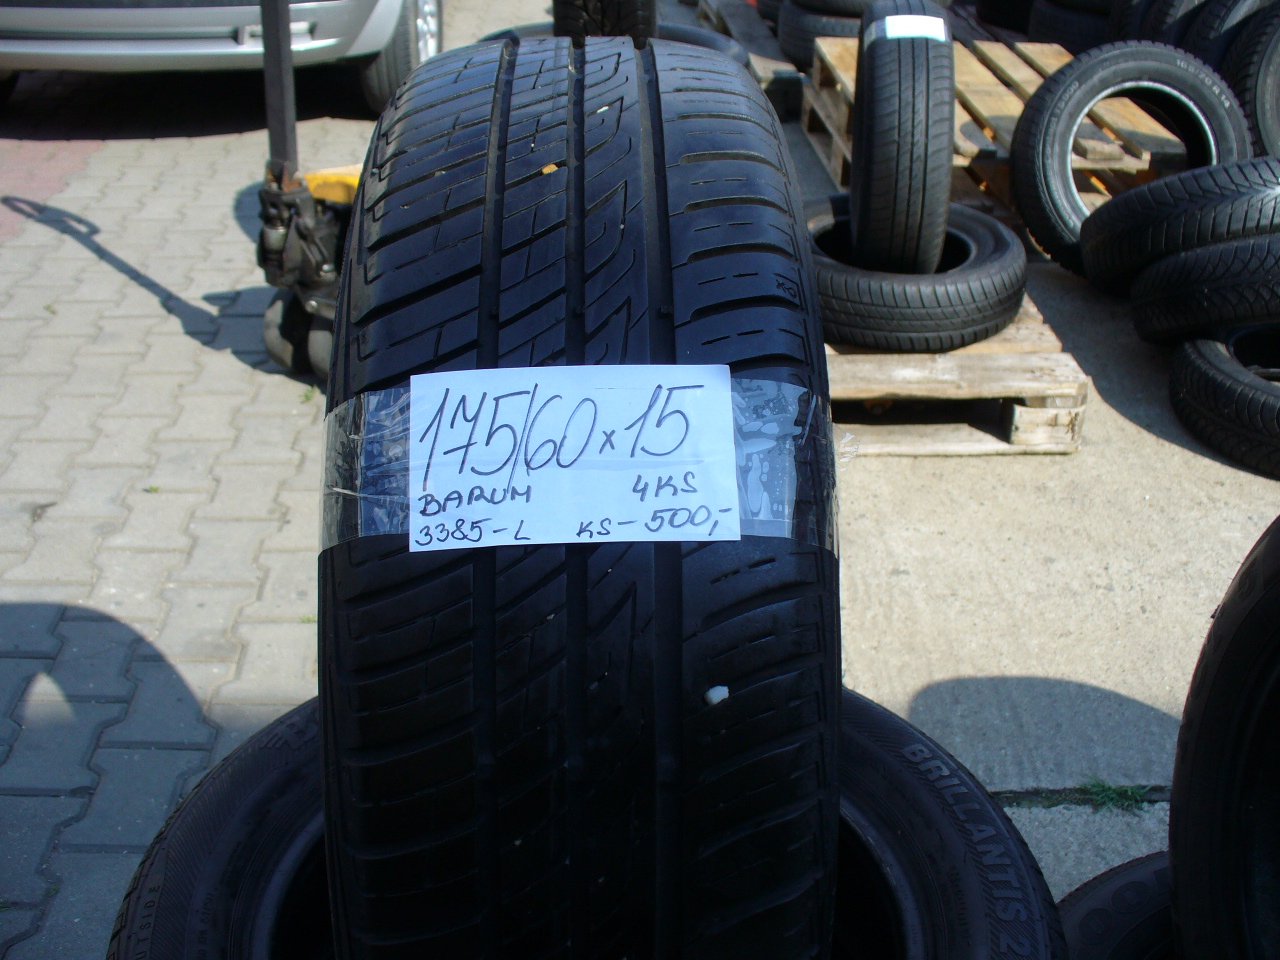 175/60x15
BARUM 4KS
3385-L KS-500,-
BRILLANTIS 2